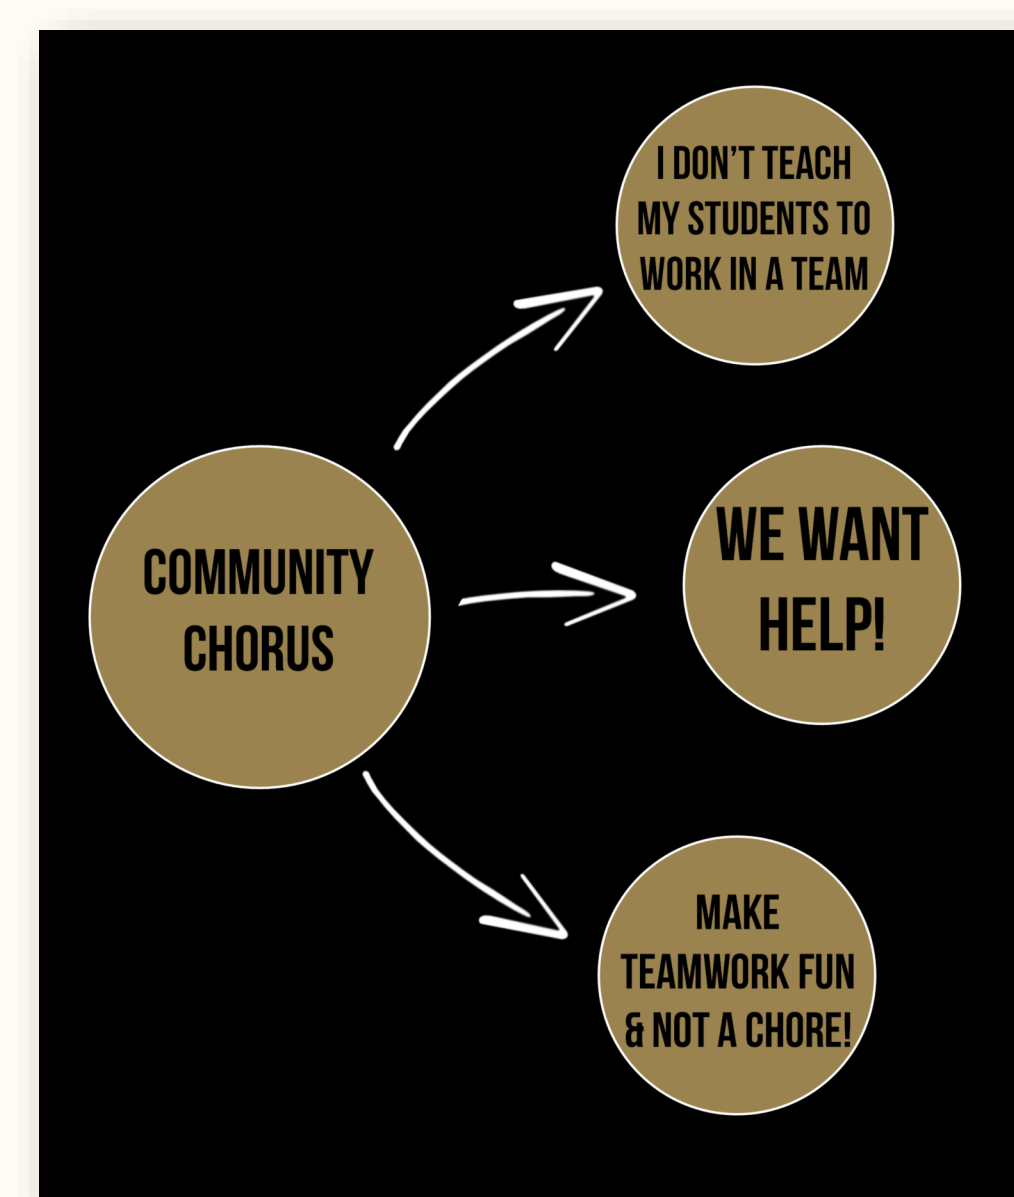 COMMUNITY
CHORUS
I DON'T TEACH
MY STUDENTS TO
WORK IN A TEAM
WE WANT
HELP!
MAKE
TEAMWORK FUN
& NOT A CHORE!